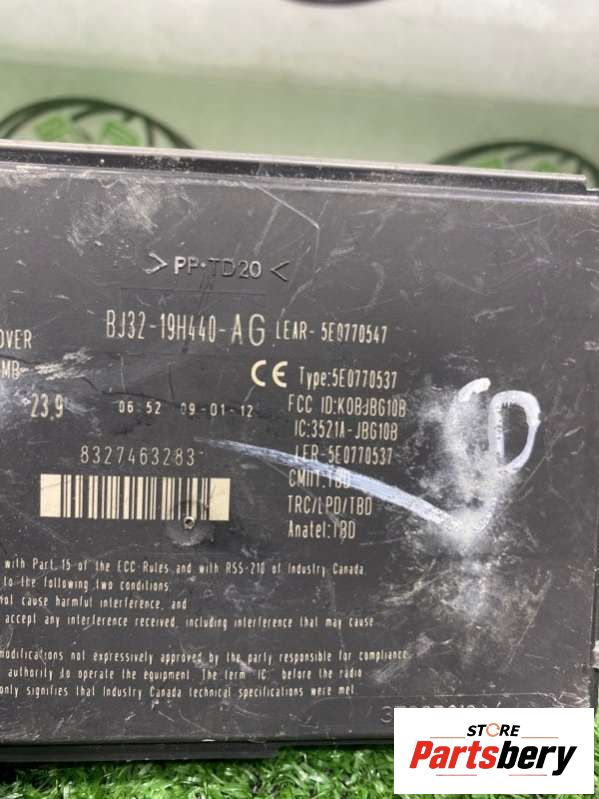 > PP-TD20 <
BJ32-19H440-AG LEAR-5E0770547
OVER
MB
Type:5E0770537
23.9
06:52 09-01-12
FCC ID:KOBJBG10B
IC:3521A-JBG10B
8327463283
LER-5E0770537
CMIIT:TBD
TRC/LPD/TBD
Anatel:TBD
with Part 15 of the FCC Rules and with RSS-210 of Industry Canada.
to the following two conditions:
not cause harmful interference, and
accept any interference received, including interference that may cause
modifications not expressively approved by the party responsible for compliance
authority to operate the equipment. The term "IC:" before the radio
only signifies that Industry Canada technical specifications were met.
STORE
Partsbery